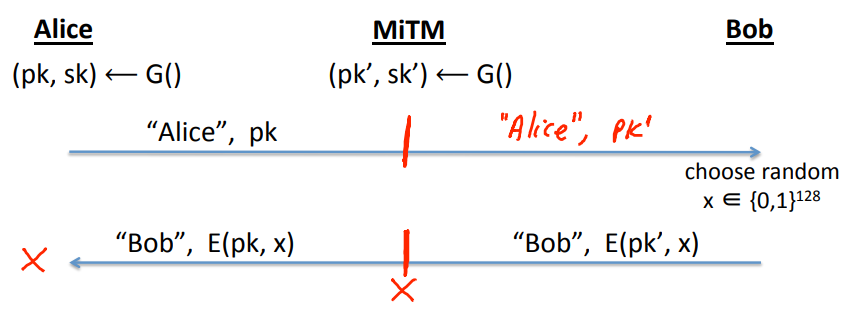 Alice MiTM Bob
(pk, sk) ⟵ G() (pk’, sk’) ⟵ G()
“Alice”, pk "Alice", pk'
choose random
x ∈ {0,1}¹²⁸
“Bob”, E(pk, x) “Bob”, E(pk’, x)
X
X